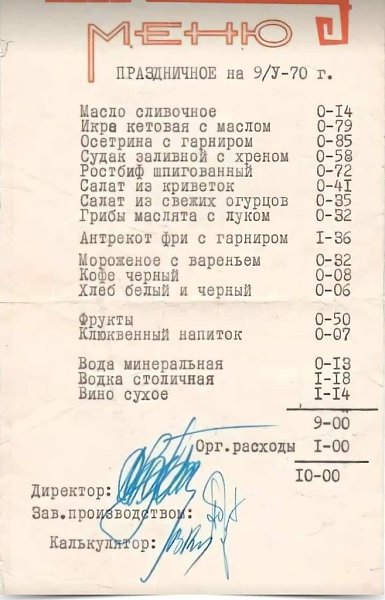 МЕНЮ
ПРАЗДНИЧНОЕ на 9/У-70 г.
Масло сливочное 0-14
Икра кетовая с маслом 0-79
Осетрина с гарниром 0-85
Судак заливной с хреном 0-58
Ростбиф шпигованный 0-72
Салат из криветок 0-41
Салат из свежих огурцов 0-35
Грибы маслята с луком 0-32
Антрекот фри с гарниром I-36
Мороженое с вареньем 0-32
Кофе черный 0-08
Хлеб белый и черный 0-06
Фрукты 0-50
Клюквенный напиток 0-07
Вода минеральная 0-13
Водка столичная I-18
Вино сухое I-14
9-00
Орг.расходы I-00
10-00
Директор:
Зав.производством:
Калькулятор: